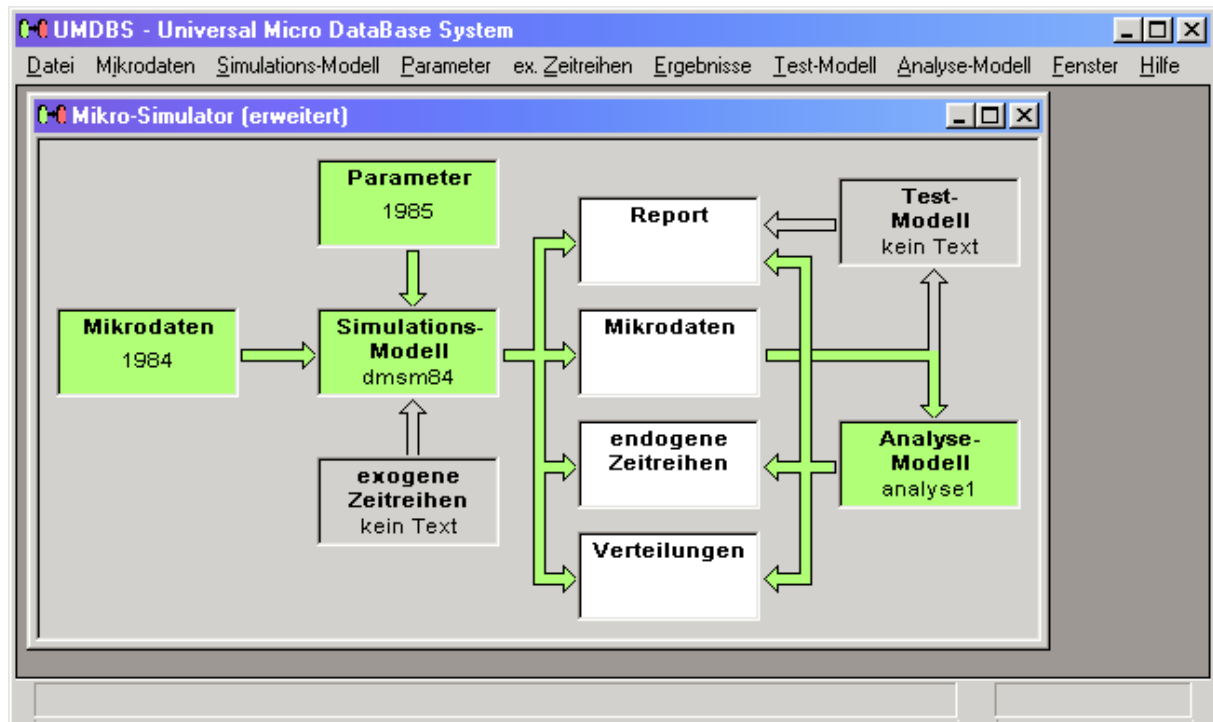 UMDBS - Universal Micro DataBase System
Datei Mikrodaten Simulations-Modell Parameter ex. Zeitreihen Ergebnisse Test-Modell Analyse-Modell Fenster Hilfe
Mikro-Simulator (erweitert)
Parameter
1985
Mikrodaten
1984
Simulations-
Modell
dmsm84
exogene
Zeitreihen
kein Text
Report
Mikrodaten
endogene
Zeitreihen
Verteilungen
Test-
Modell
kein Text
Analyse-
Modell
analyse1